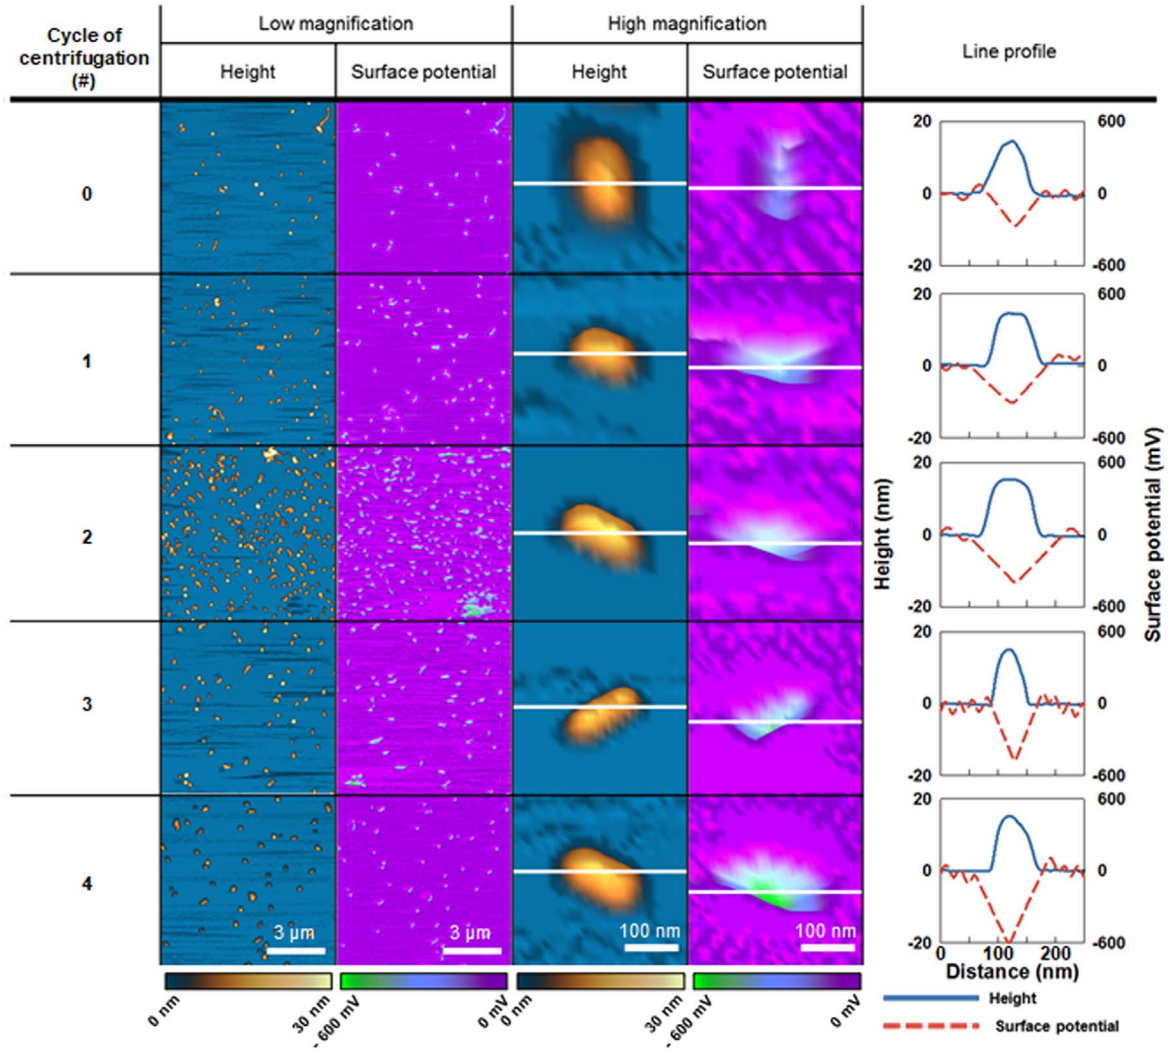 Cycle of
centrifugation
(#)
Low magnification
High magnification
Line profile
Height
Surface potential
Height
Surface potential
0
20
600
0
0
-20
-600
1
20
600
0
0
-20
-600
2
20
600
0
0
-20
-600
3
20
600
0
0
-20
-600
4
20
600
0
0
-20
-600
0
100
200
Distance (nm)
Height (nm)
Surface potential (mV)
3 µm
3 µm
100 nm
100 nm
0 nm
30 nm
- 600 mV
0 mV
0 nm
30 nm
- 600 mV
0 mV
Height
Surface potential